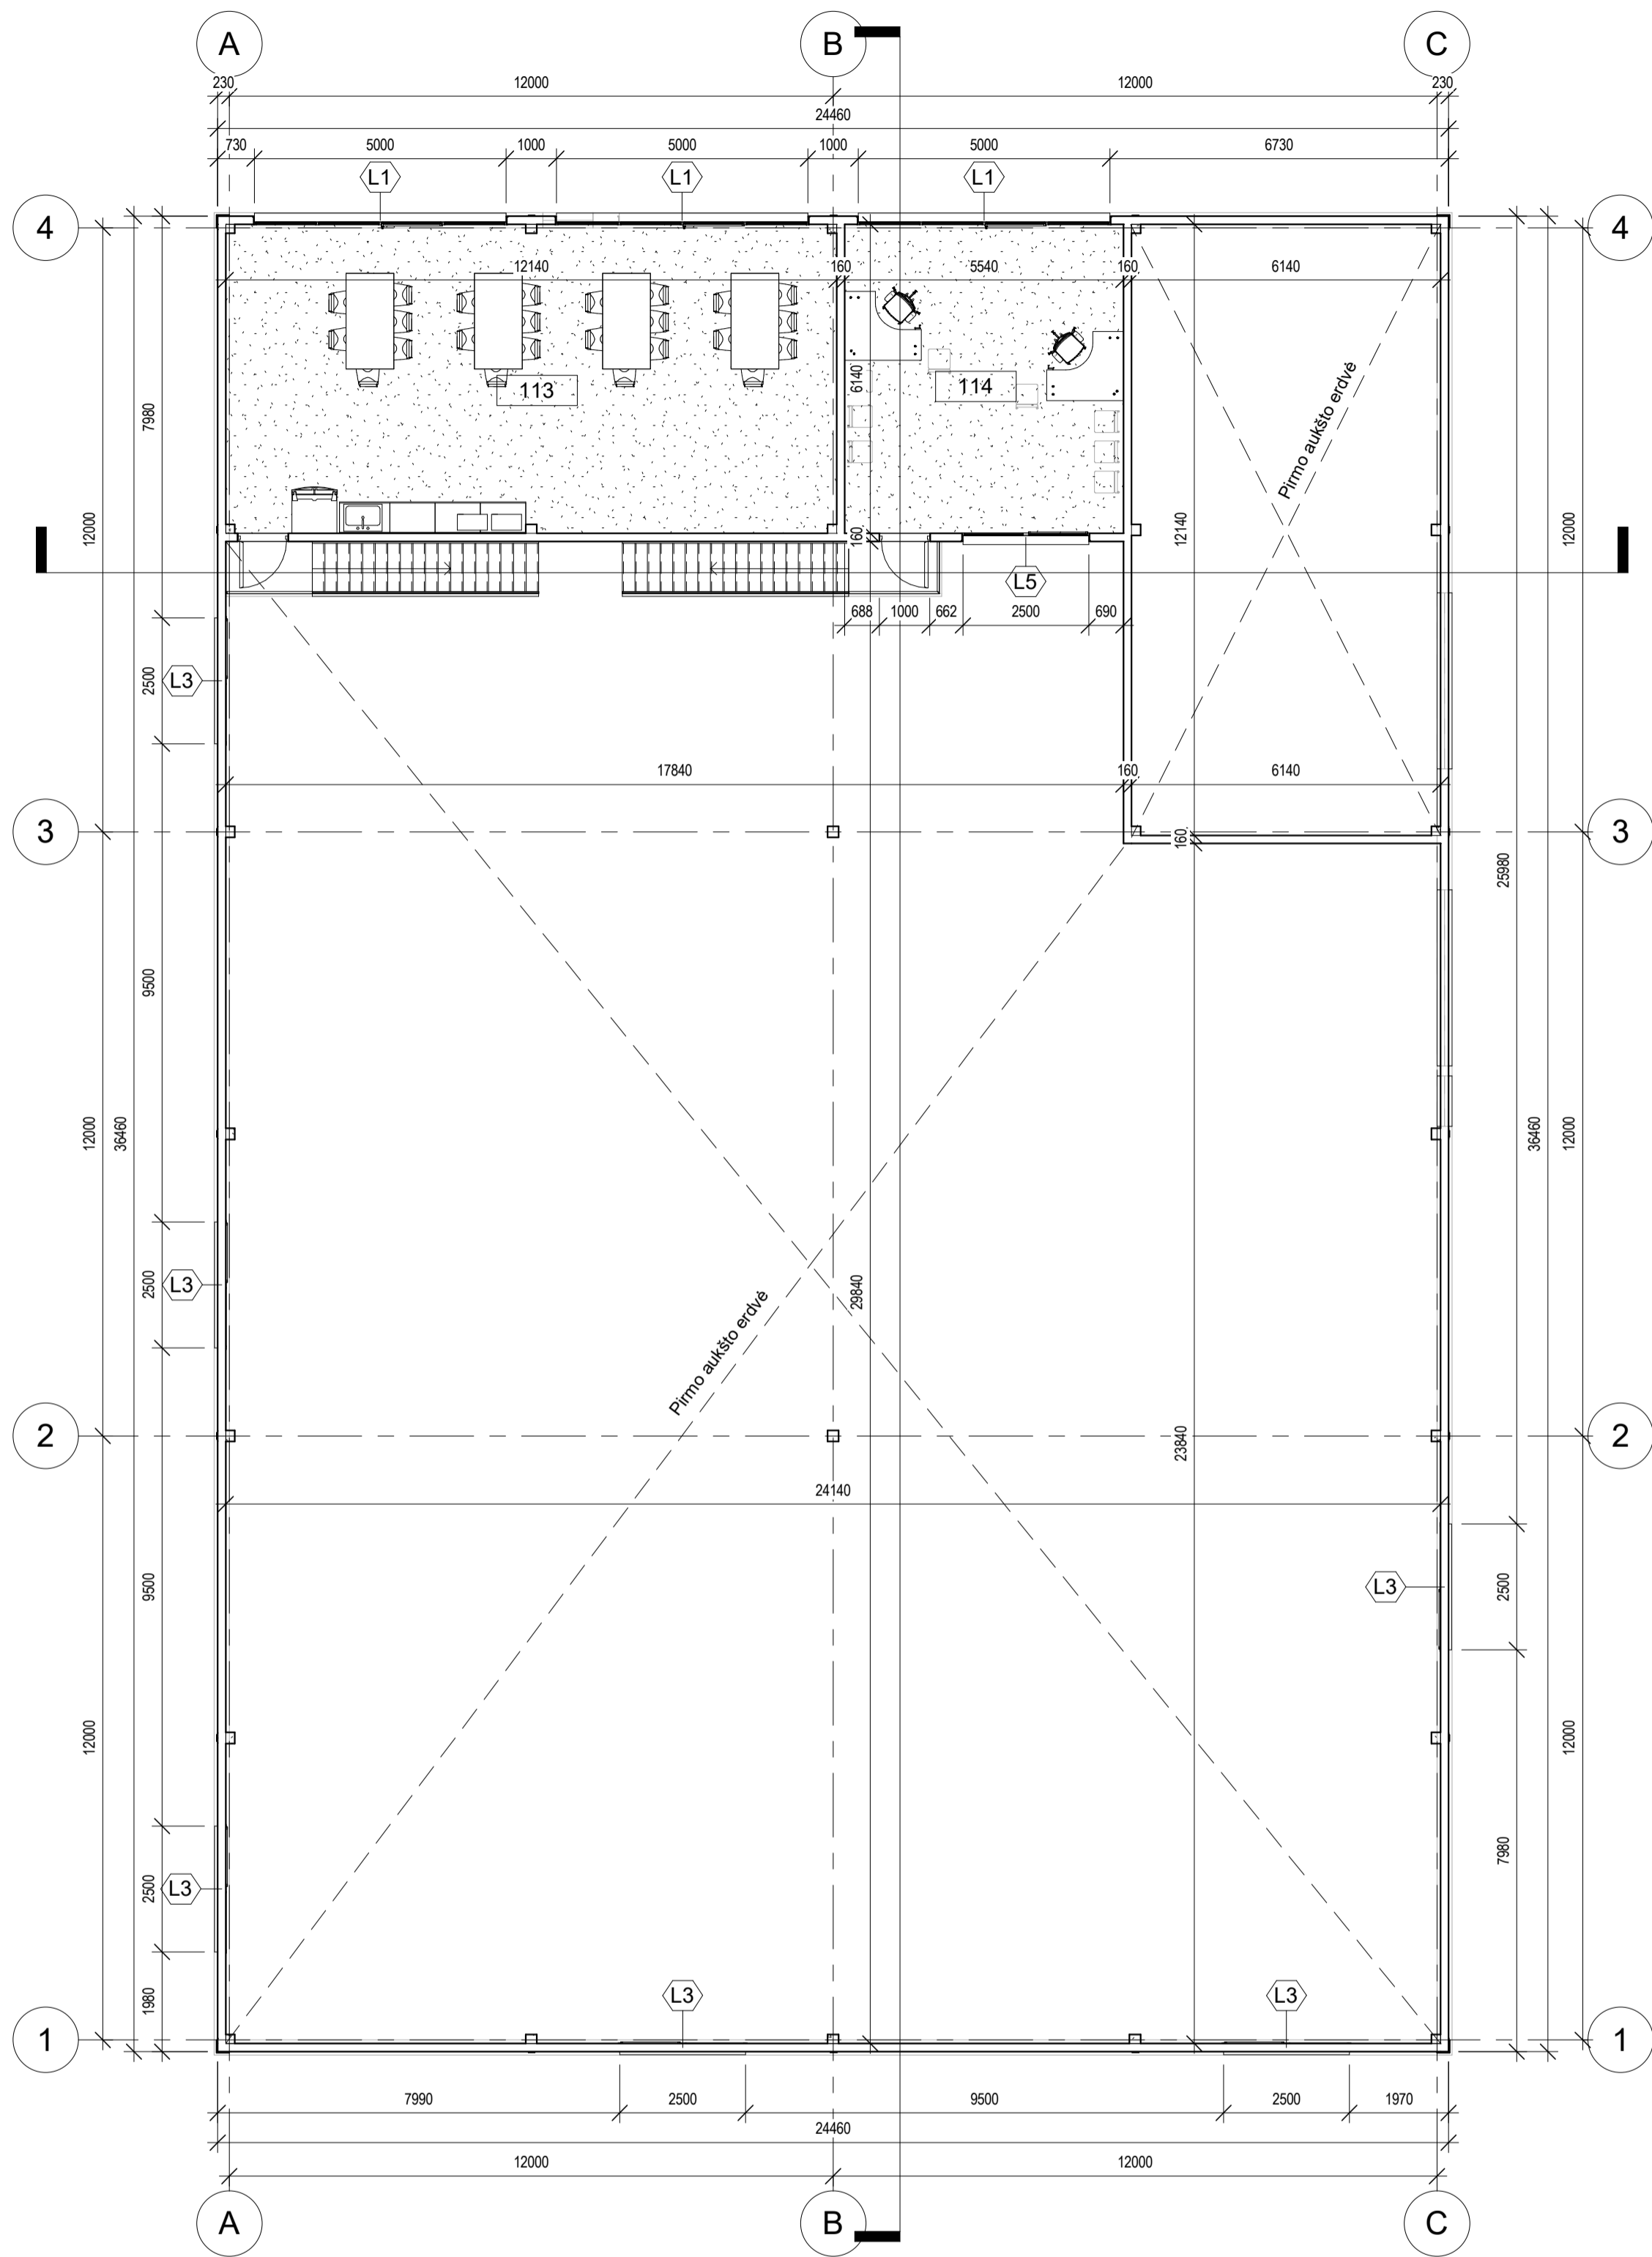 A B C
230 12000 12000 230
24460
730 5000 1000 5000 1000 5000 6730
L1 L1 L1
4 4
12140 160 5540 160 6140
7980
6140
113 114
Pirmo aukšto erdvė
12000 160 12140 12000
L5
688 1000 662 2500 690
2500 L3
17840 160 6140
3 160 3
25980
9500
12000 36460 36460 12000
2500 L3
29840
Pirmo aukšto erdvė
2 2
23840
24140
9500 L3 2500
12000 12000
7980
2500 L3
1980 L3 L3
1 1
7990 2500 9500 2500 1970
24460
12000 12000
A B C